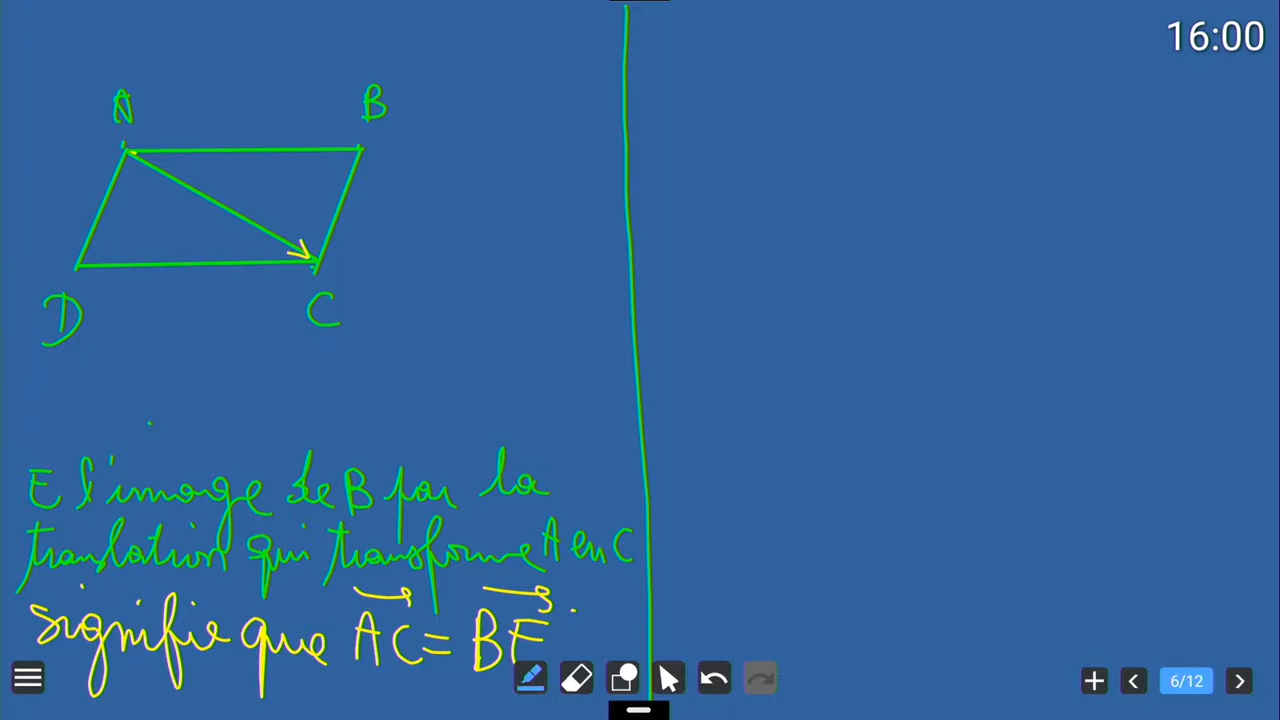 16:00
A B
D C
E l'image de B par la
translation qui transforme A en C
signifie que AC = BE
6/12